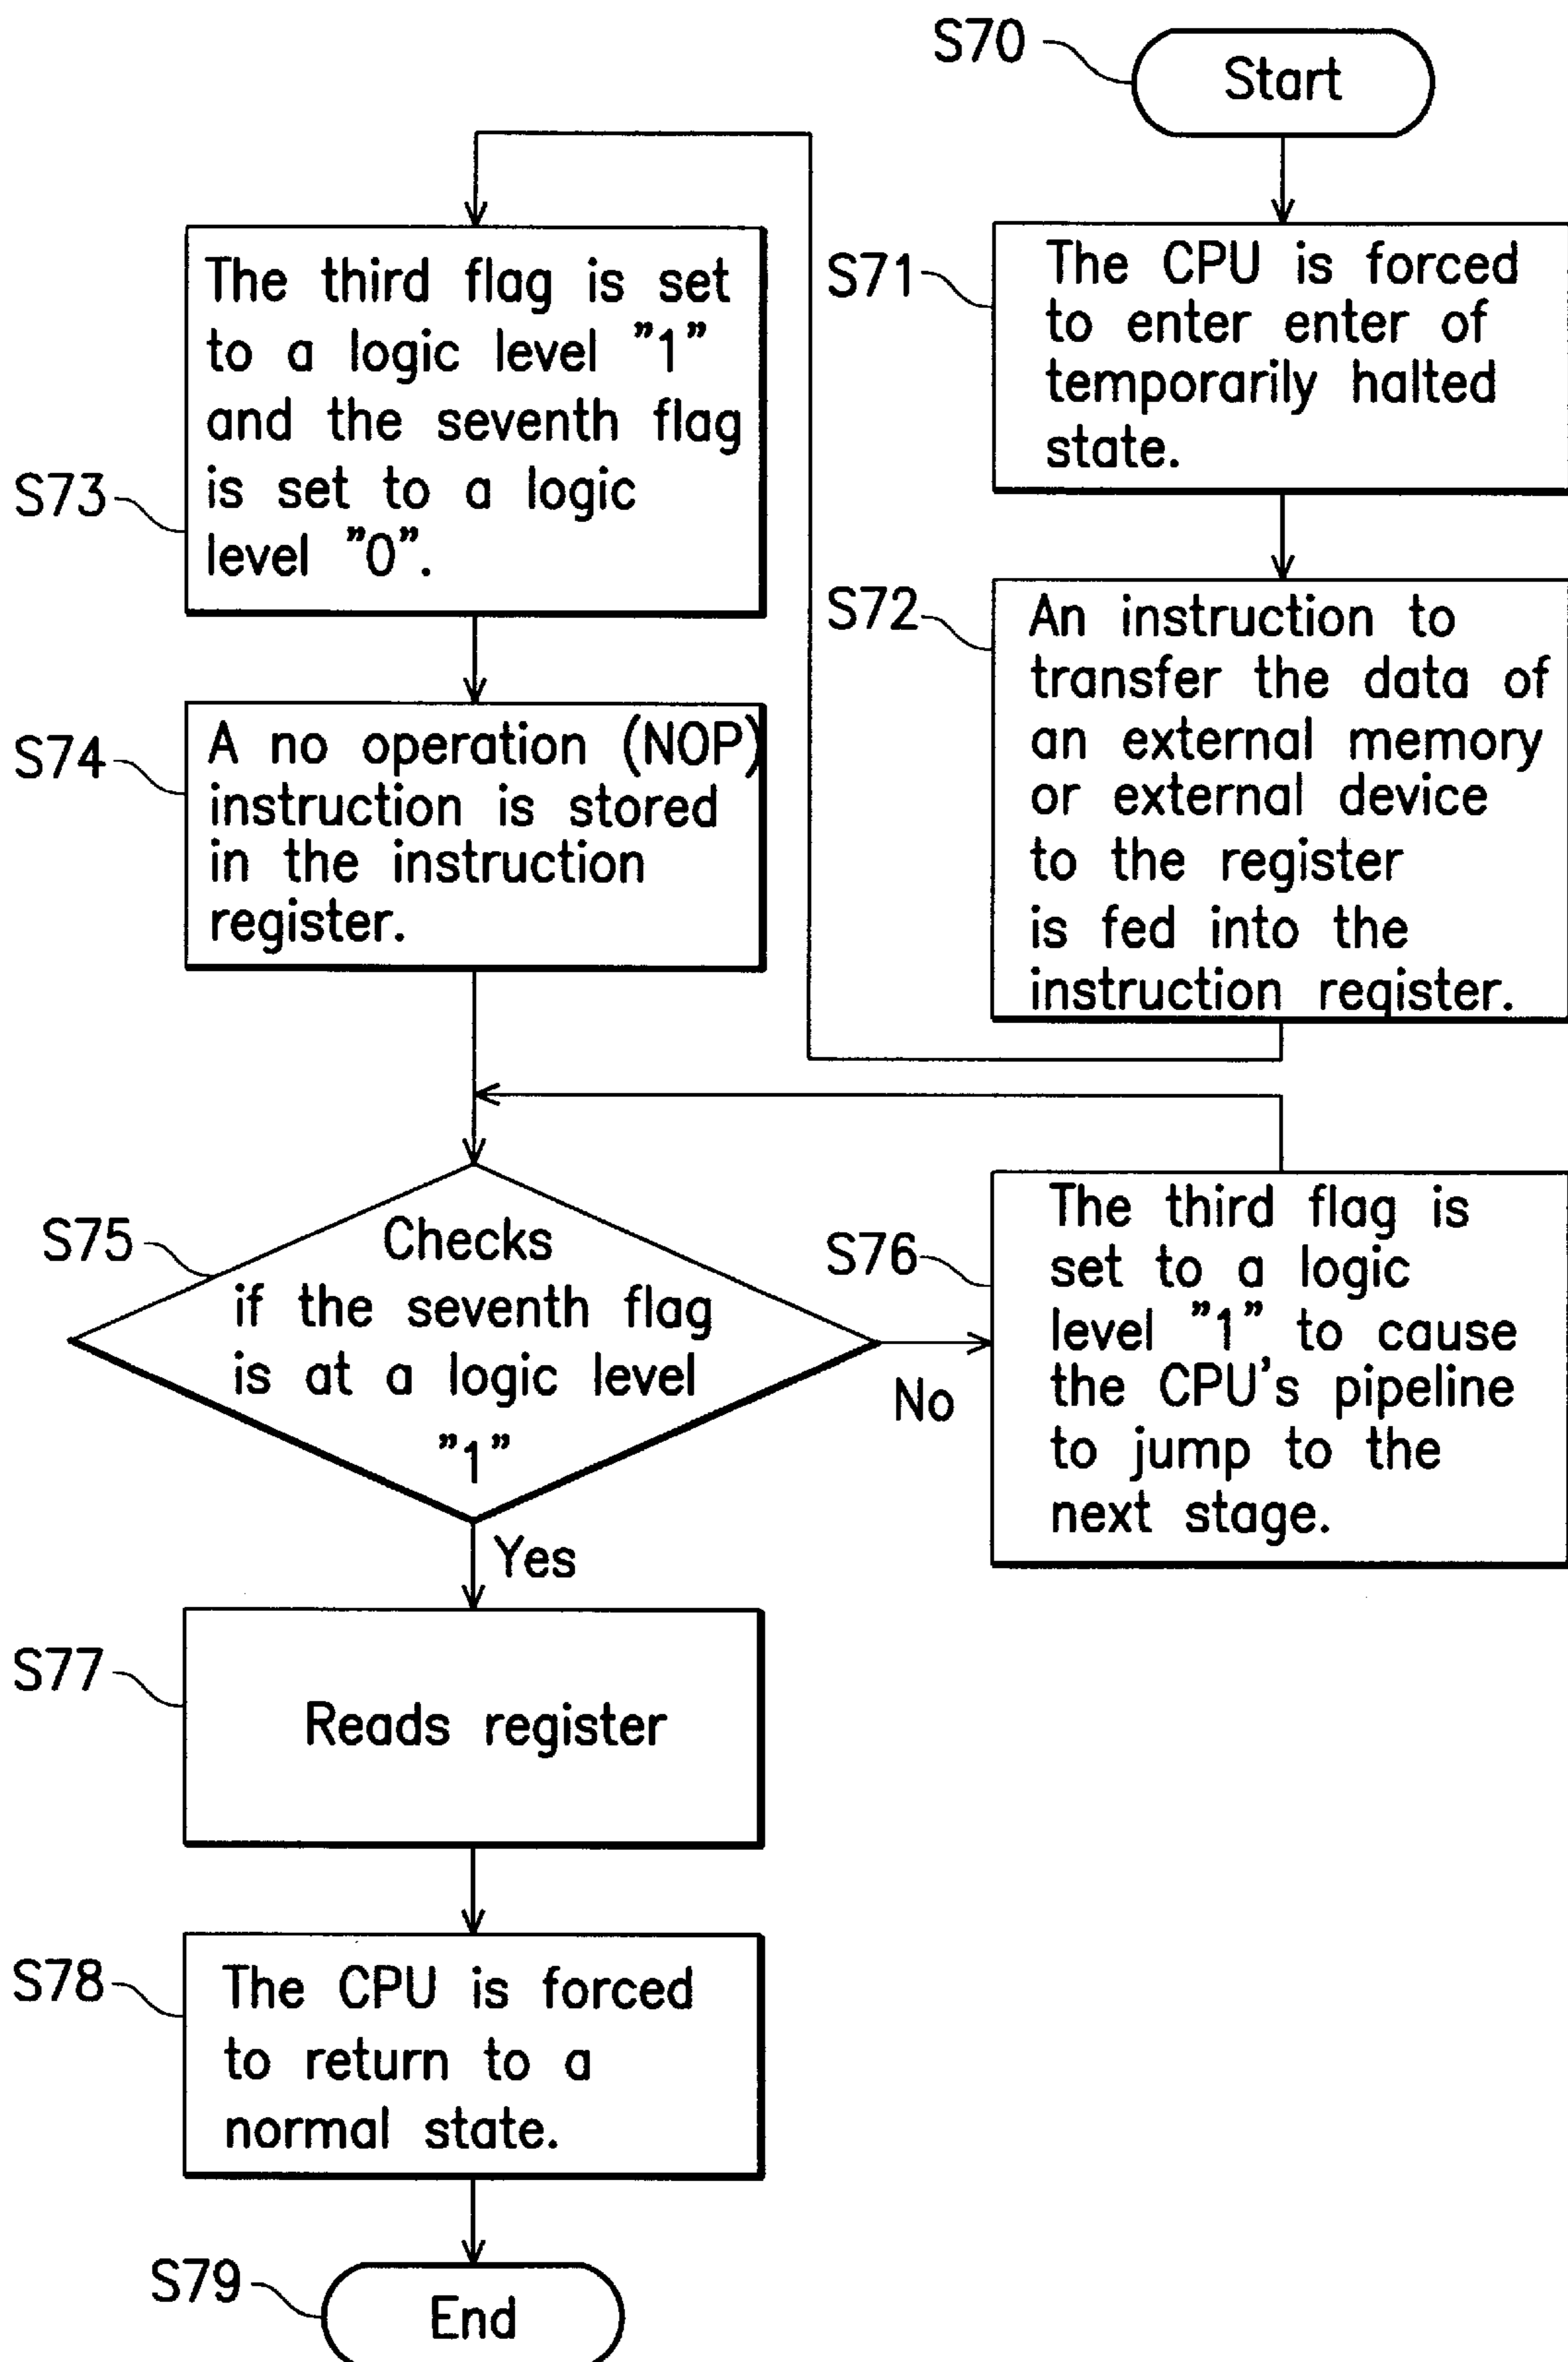 S70
Start
S71
The CPU is forced
to enter enter of
temporarily halted
state.
S72
An instruction to
transfer the data of
an external memory
or external device
to the register
is fed into the
instruction register.
S73
The third flag is set
to a logic level "1"
and the seventh flag
is set to a logic
level "0".
S74
A no operation (NOP)
instruction is stored
in the instruction
register.
S75
Checks
if the seventh flag
is at a logic level
"1"
No
S76
The third flag is
set to a logic
level "1" to cause
the CPU's pipeline
to jump to the
next stage.
Yes
S77
Reads register
S78
The CPU is forced
to return to a
normal state.
S79
End